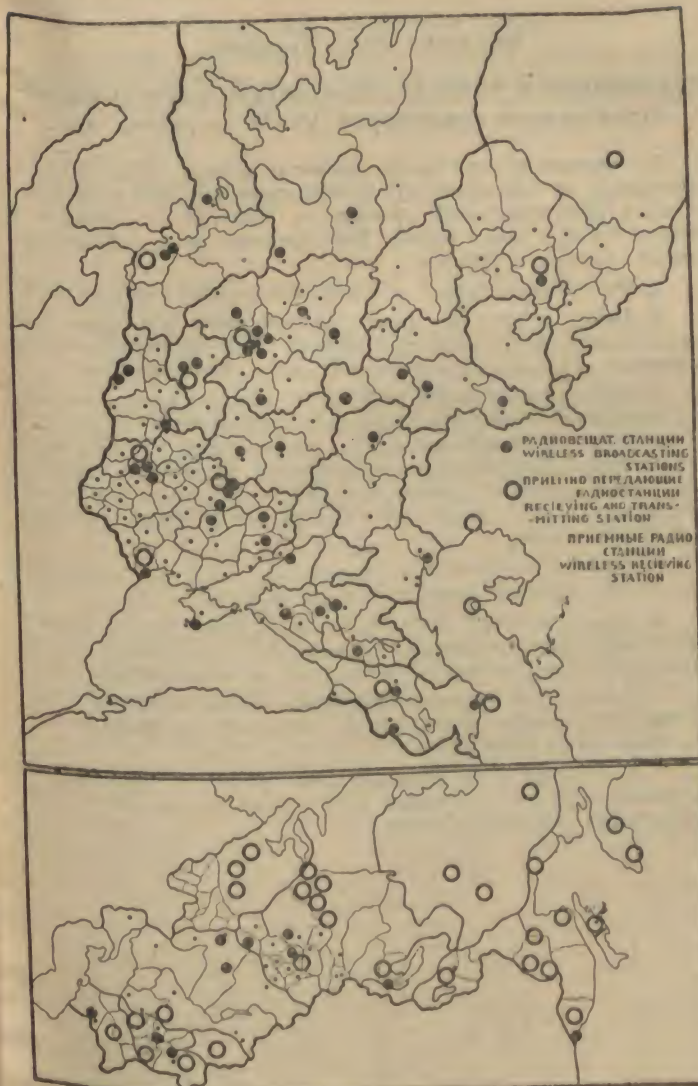 РАДИОВЕЩАТ. СТАНЦИИ
WIRELESS BROADCASTING
STATIONS
ПРИЕМНО ПЕРЕДАЮЩИЕ
РАДИОСТАНЦИИ
RECIEVING AND TRANS-
-MITTING STATION
ПРИЕМНЫЕ РАДИО
СТАНЦИИ
WIRELESS RECIEVING
STATION